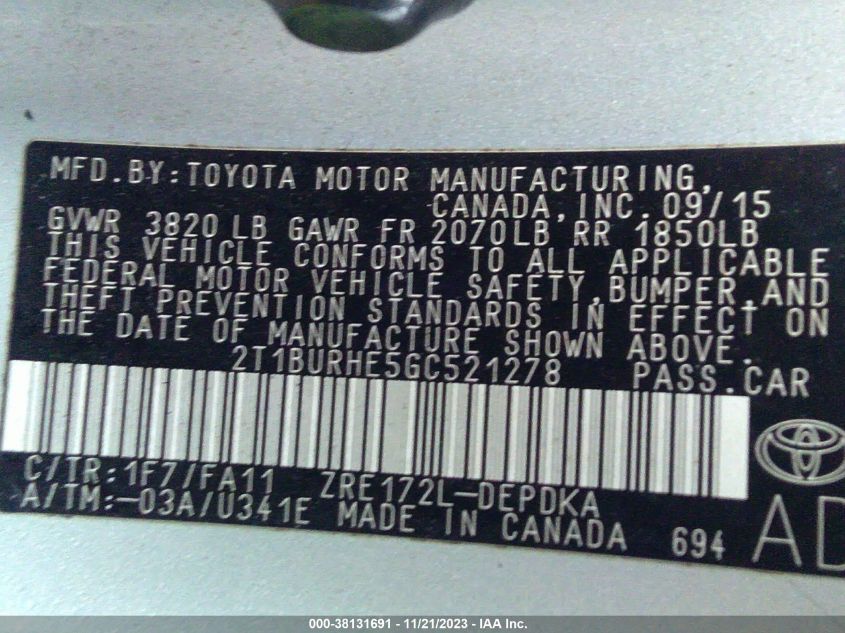 MFD.BY:TOYOTA MOTOR MANUFACTURING,
CANADA,INC.09/15
GVWR 3820 LB GAWR FR 2070LB RR 1850LB
THIS VEHICLE CONFORMS TO ALL APPLICABLE
FEDERAL MOTOR VEHICLE SAFETY,BUMPER,AND
THEFT PREVENTION STANDARDS IN EFFECT ON
THE DATE OF MANUFACTURE SHOWN ABOVE.
2T1BURHE5GC521278 PASS.CAR
C/TR:1F7/FA11 ZRE172L-DEPDKA
A/TM:-03A/U341E MADE IN CANADA 694 AD
000-38131691 - 11/21/2023 - IAA Inc.